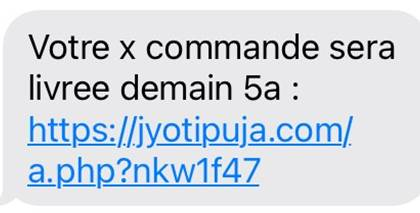 Votre x commande sera
livree demain 5a :
https://jyotipuja.com/
a.php?nkw1f47